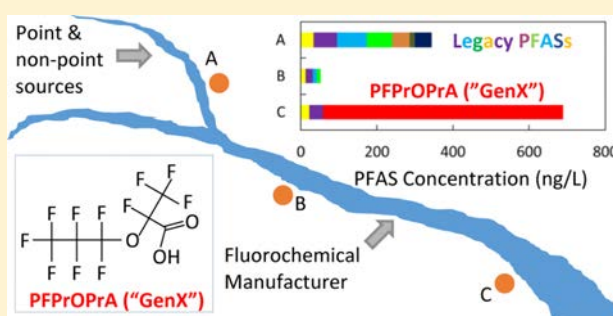 Point &
non-point
sources
A
A
B
C
Legacy PFASs
PFPrOPrA ("GenX")
0 200 400 600 800
PFAS Concentration (ng/L)
B
Fluorochemical
Manufacturer
C
F F F
F F F
F O
F F F OH
O
PFPrOPrA ("GenX")